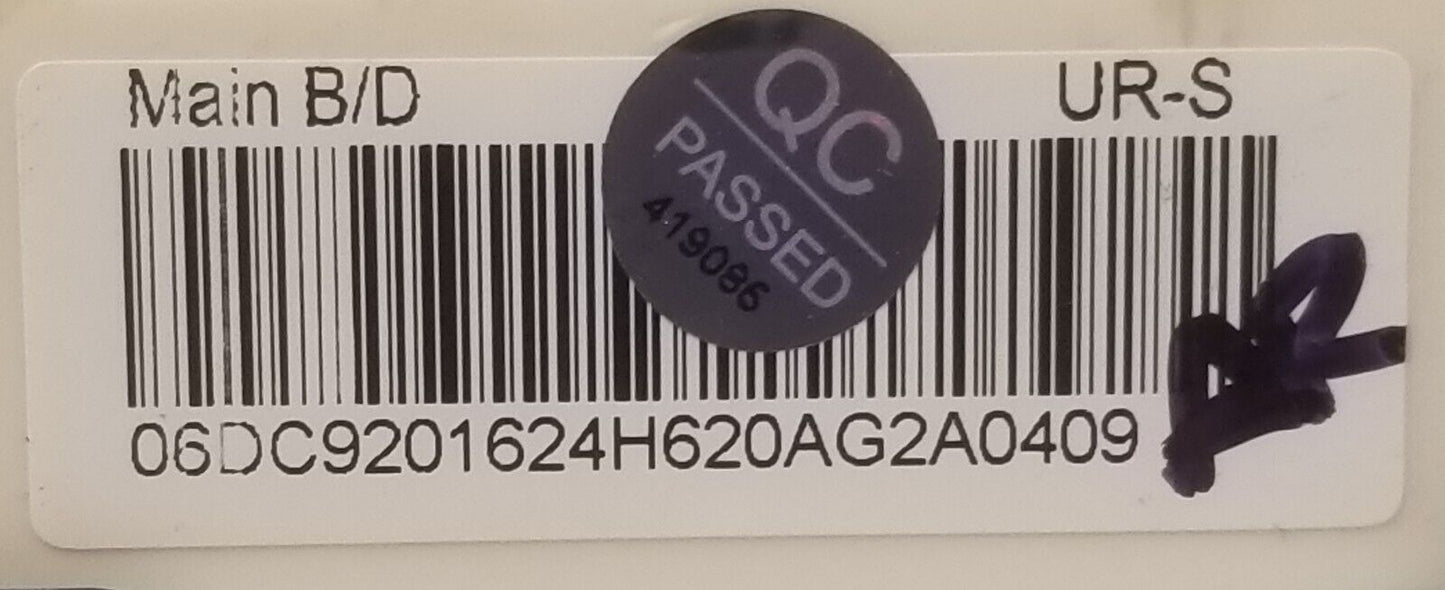 Main B/D
UR-S
QC
PASSED
419086
06DC9201624H620AG2A0409